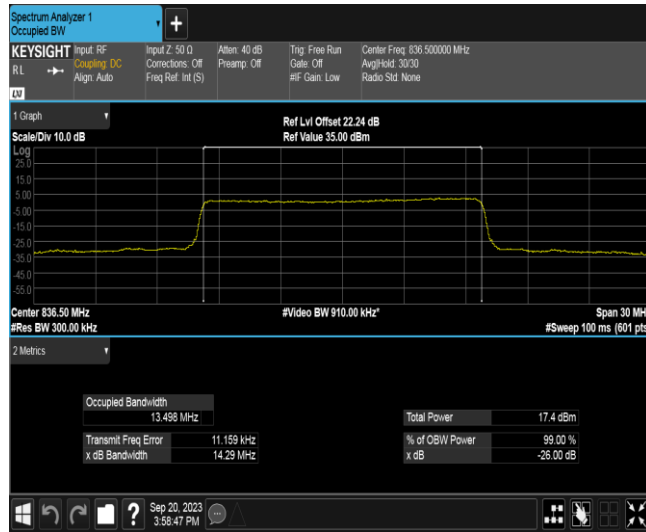 Spectrum Analyzer 1
Occupied BW
+
KEYSIGHT
RL
LXI
Input: RF
Coupling: DC
Align: Auto
Input Z: 50 Ω
Corrections: Off
Freq Ref: Int (S)
Atten: 40 dB
Preamp: Off
Trig: Free Run
Gate: Off
#IF Gain: Low
Center Freq: 836.500000 MHz
Avg|Hold: 30/30
Radio Std: None
1 Graph
Scale/Div 10.0 dB
Ref Lvl Offset 22.24 dB
Ref Value 35.00 dBm
Log
25.0
15.0
5.00
-5.00
-15.0
-25.0
-35.0
-45.0
-55.0
Center 836.50 MHz
#Res BW 300.00 kHz
#Video BW 910.00 kHz*
Span 30 MH
#Sweep 100 ms (601 pts
2 Metrics
Occupied Bandwidth
13.498 MHz
Total Power 17.4 dBm
Transmit Freq Error 11.159 kHz
% of OBW Power 99.00 %
x dB Bandwidth 14.29 MHz
x dB -26.00 dB
?
Sep 20, 2023
3:58:47 PM